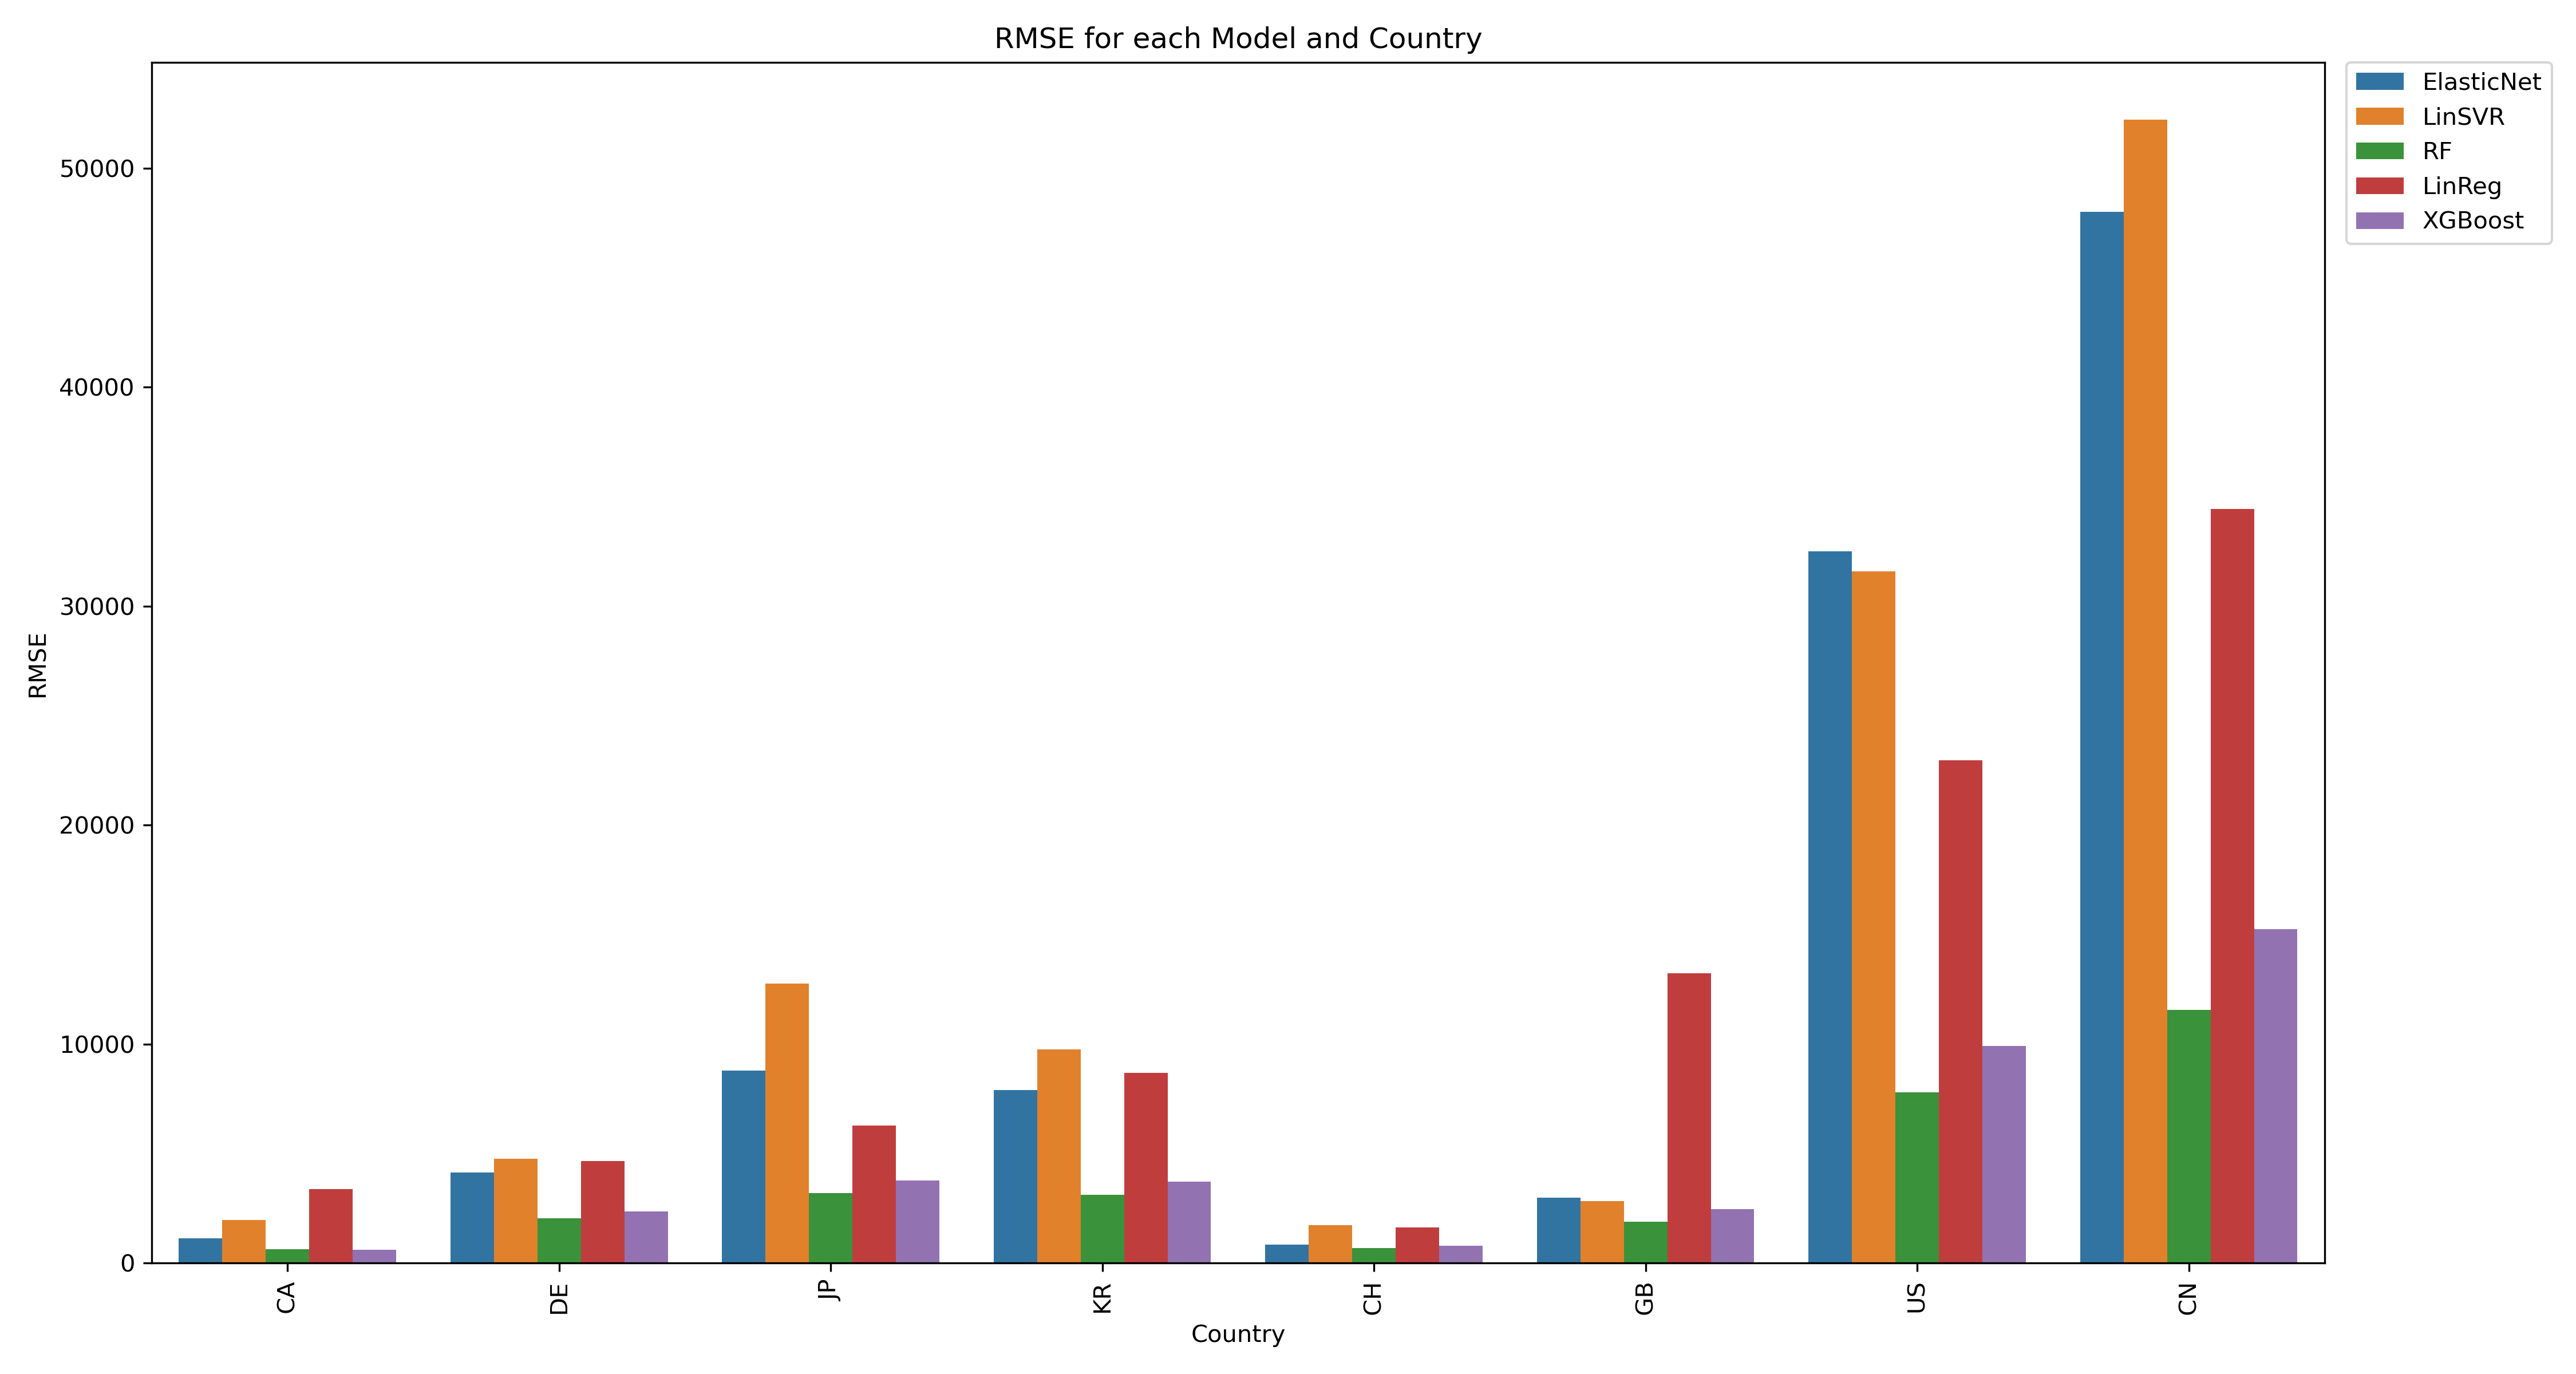 RMSE for each Model and Country
ElasticNet
LinSVR
RF
LinReg
XGBoost
50000
40000
30000
20000
10000
0
RMSE
CA
DE
JP
KR
CH
GB
US
CN
Country